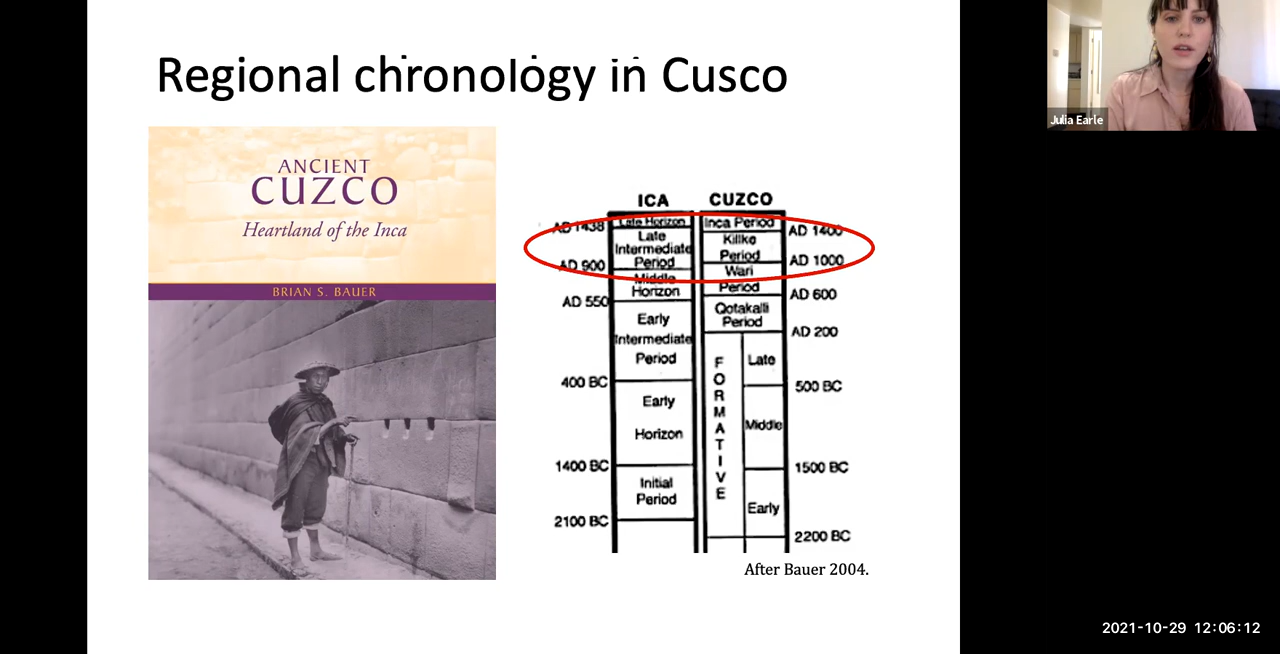 Regional chronology in Cusco
ANCIENT
CUZCO
Heartland of the Inca
BRIAN S. BAUER
ICA
CUZCO
AD 1438
Late Horizon
Inca Period
AD 1400
Late
Intermediate
Period
Killke
Period
AD 900
AD 1000
Wari
Period
Middle
Horizon
AD 550
AD 600
Early
Intermediate
Period
Qotakalli
Period
AD 200
FORMATIVE
Late
400 BC
500 BC
Early
Horizon
Middle
1400 BC
1500 BC
Initial
Period
Early
2100 BC
2200 BC
After Bauer 2004.
Julia Earle
2021-10-29 12:06:12